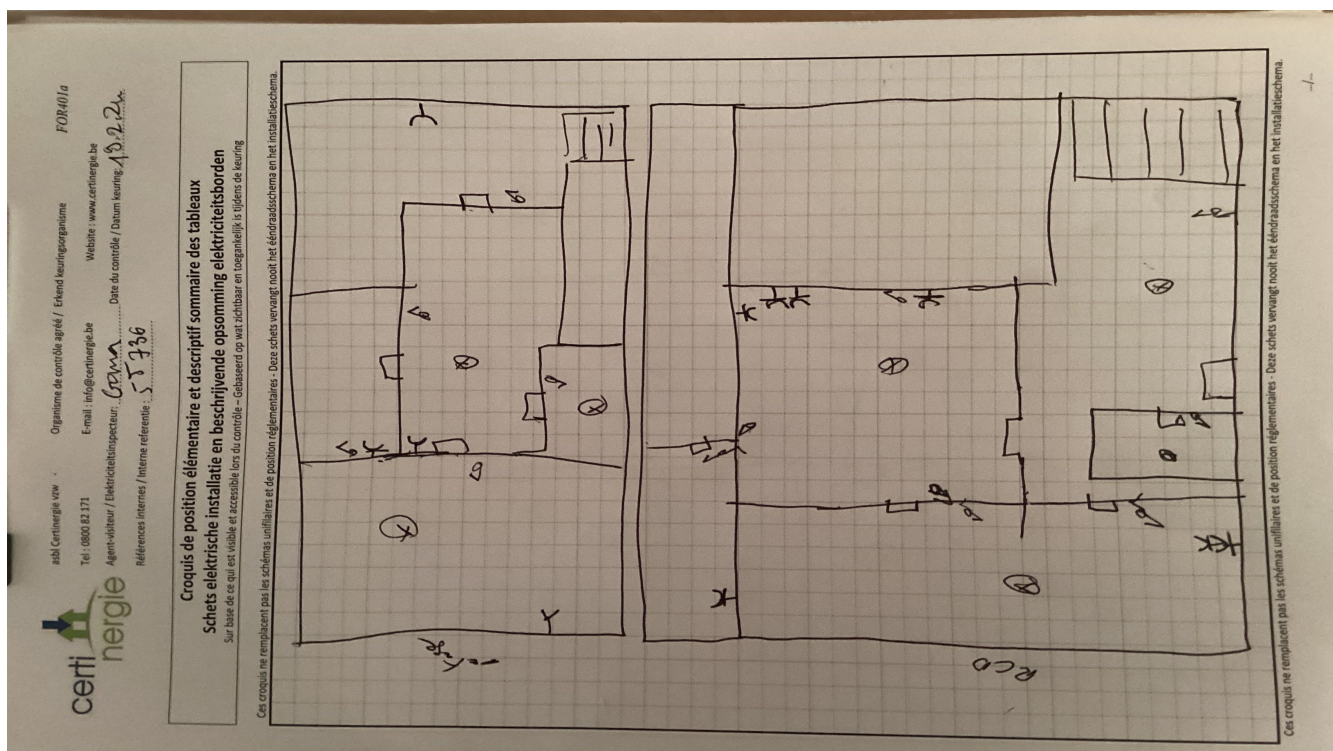 certi
nergie
asbl Certinergie vzw . Organisme de contrôle agréé / Erkend keuringsorganisme FOR401a
Tel : 0800 82 171 E-mail : info@certinergie.be Website : www.certinergie.be
Agent-visiteur / Elektriciteitsinspecteur: Date du contrôle / Datum keuring:
Références internes / Interne referentie : 55736
Croquis de position élémentaire et descriptif sommaire des tableaux
Schets elektrische installatie en beschrijvende opsomming elektriciteitsborden
Sur base de ce qui est visible et accessible lors du contrôle – Gebaseerd op wat zichtbaar en toegankelijk is tijdens de keuring
Ces croquis ne remplacent pas les schémas unifilaires et de position réglementaires - Deze schets vervangt nooit het ééndraadsschema en het installatieschema.
RCD
Ces croquis ne remplacent pas les schémas unifilaires et de position réglementaires - Deze schets vervangt nooit het ééndraadsschema en het installatieschema.
-/-